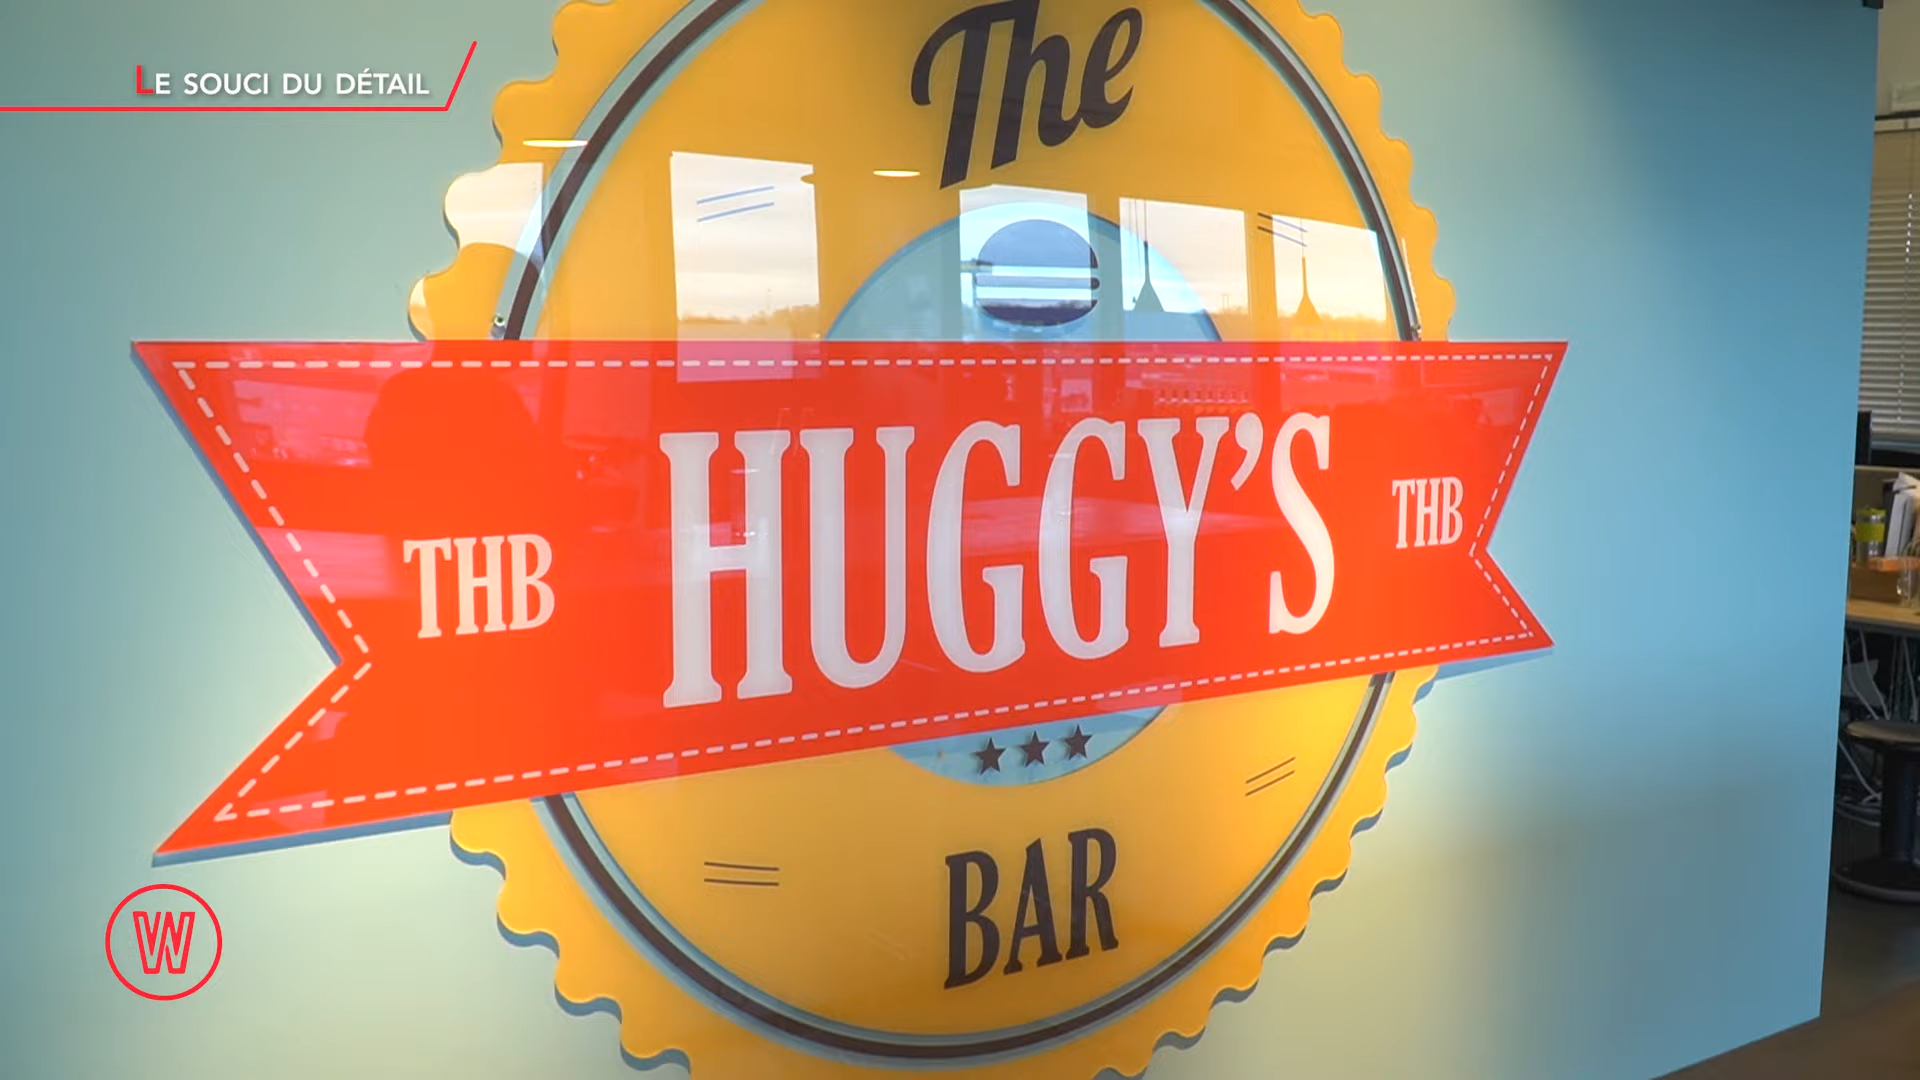 LE SOUCI DU DÉTAIL
The
THB HUGGY'S THB
BAR
W